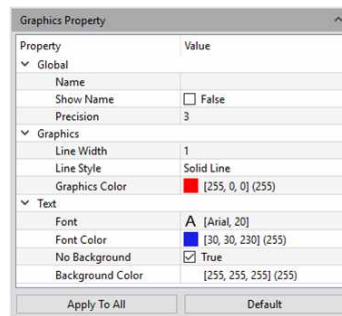 Graphics Property
Property Value
Global
Name
Show Name False
Precision 3
Graphics
Line Width 1
Line Style Solid Line
Graphics Color [255, 0, 0] (255)
Text
Font A [Arial, 20]
Font Color [30, 30, 230] (255)
No Background True
Background Color [255, 255, 255] (255)
Apply To All Default